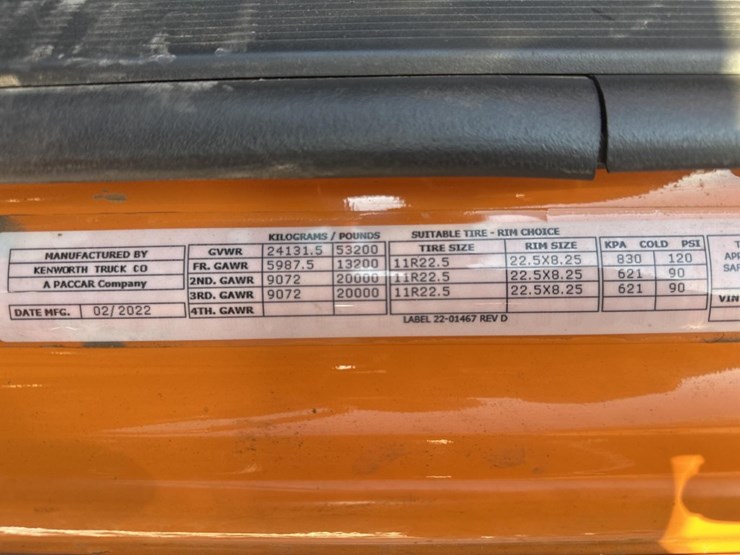 KILOGRAMS / POUNDS SUITABLE TIRE - RIM CHOICE
MANUFACTURED BY
KENWORTH TRUCK CO
A PACCAR Company
DATE MFG. 02/2022
GVWR 24131.5 53200 TIRE SIZE RIM SIZE KPA COLD PSI
FR. GAWR 5987.5 13200 11R22.5 22.5X8.25 830 120
2ND. GAWR 9072 20000 11R22.5 22.5X8.25 621 90
3RD. GAWR 9072 20000 11R22.5 22.5X8.25 621 90
4TH. GAWR
LABEL 22-01467 REV D
VIN